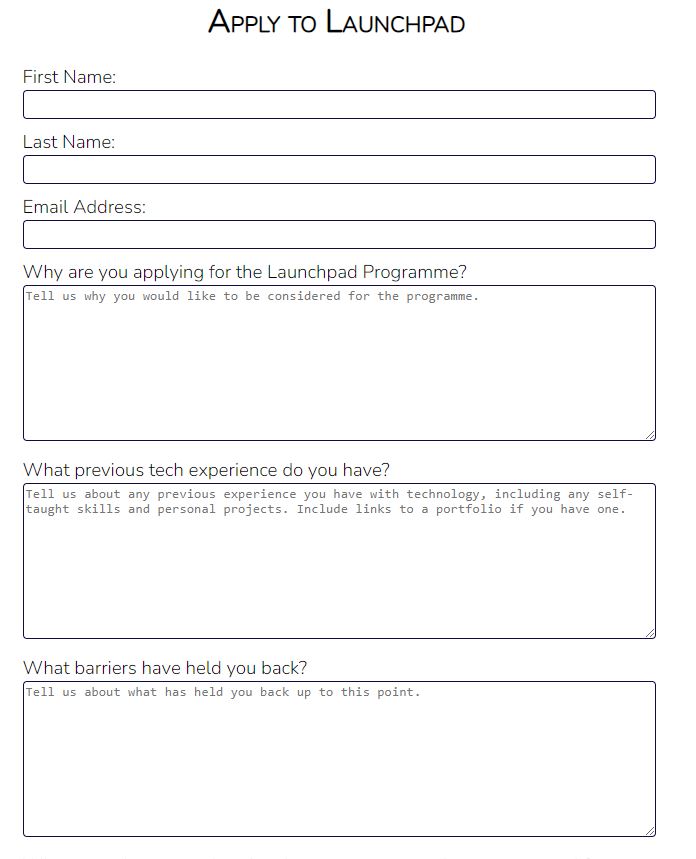 Apply to Launchpad
First Name:
Last Name:
Email Address:
Why are you applying for the Launchpad Programme?
Tell us why you would like to be considered for the programme.
What previous tech experience do you have?
Tell us about any previous experience you have with technology, including any self-
taught skills and personal projects. Include links to a portfolio if you have one.
What barriers have held you back?
Tell us about what has held you back up to this point.